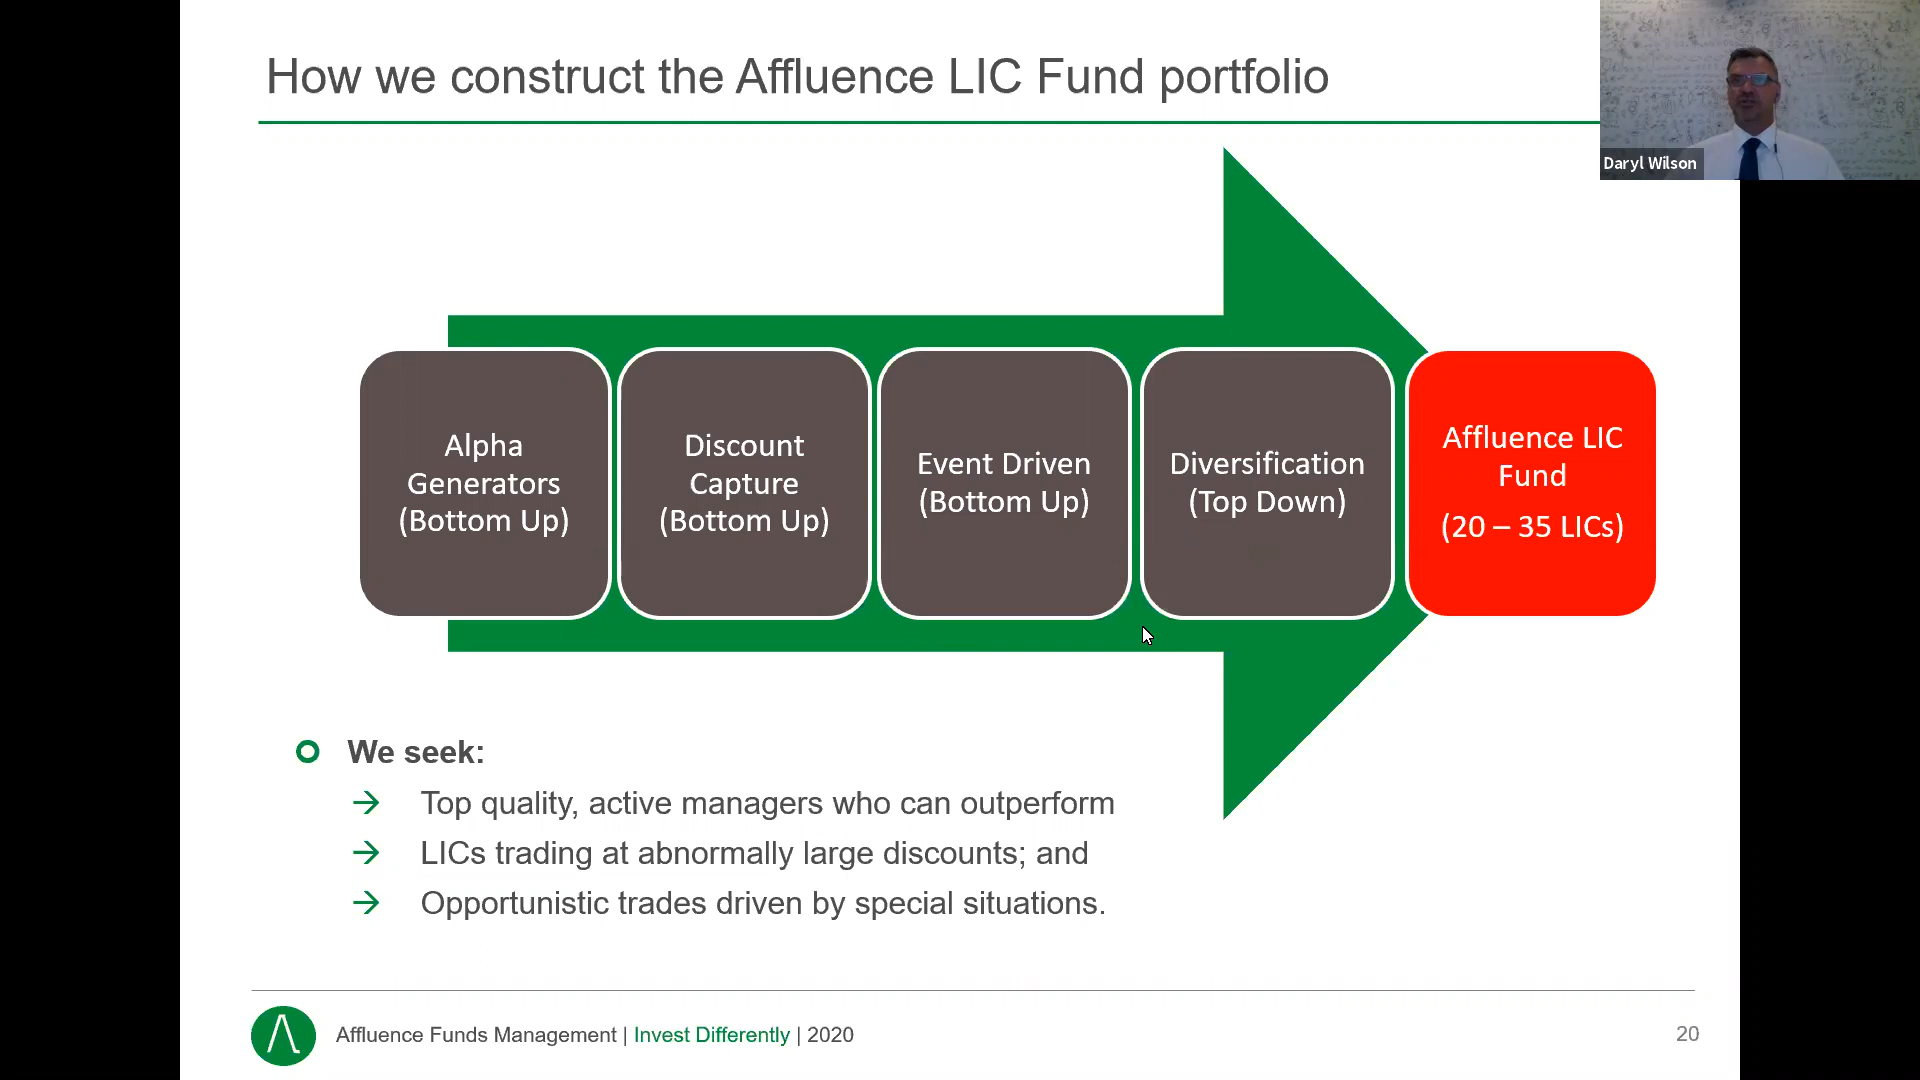 How we construct the Affluence LIC Fund portfolio
Daryl Wilson
Alpha
Generators
(Bottom Up)
Discount
Capture
(Bottom Up)
Event Driven
(Bottom Up)
Diversification
(Top Down)
Affluence LIC
Fund
(20 – 35 LICs)
We seek:
Top quality, active managers who can outperform
LICs trading at abnormally large discounts; and
Opportunistic trades driven by special situations.
Affluence Funds Management | Invest Differently | 2020
20